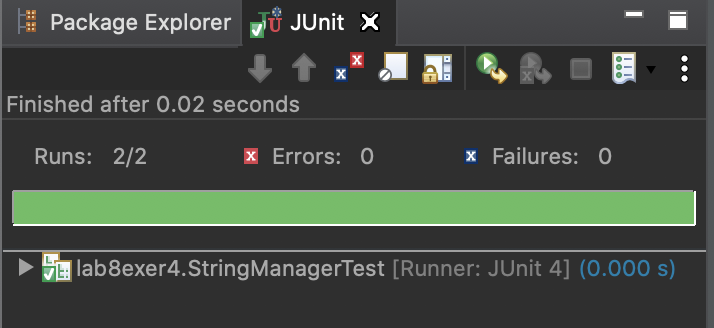 Package Explorer JUnit
Finished after 0.02 seconds
Runs: 2/2 Errors: 0 Failures: 0
lab8exer4.StringManagerTest [Runner: JUnit 4] (0.000 s)